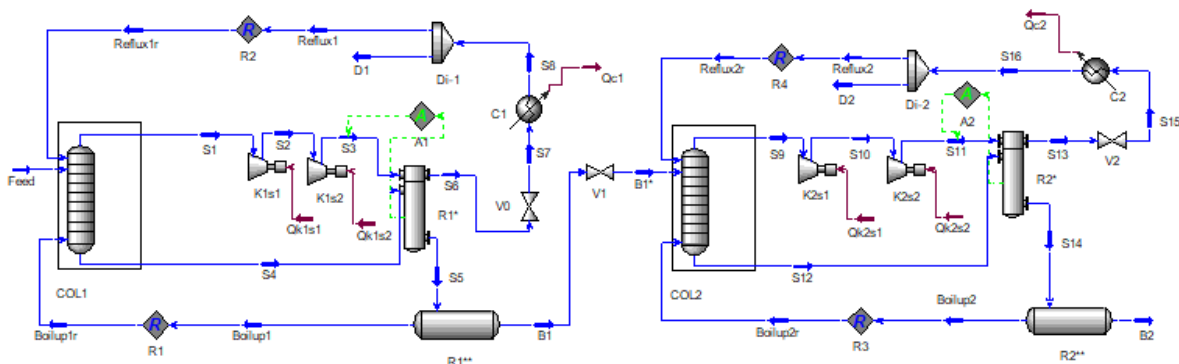 Qc2
Reflux1r
R2
Reflux1
D1
Di-1
S8
Qc1
C1
Reflux2r
R4
Reflux2
D2
Di-2
S16
C2
S15
Feed
S1
S2
S3
A1
K1s1
K1s2
Qk1s1
Qk1s2
S6
R1*
S7
V0
V1
B1*
S9
S10
S11
A2
K2s1
K2s2
Qk2s1
Qk2s2
S13
R2*
V2
COL1
S4
S5
COL2
S12
S14
Boilup1r
R1
Boilup1
R1**
B1
Boilup2r
R3
Boilup2
R2**
B2
R
R
R
R
A
A